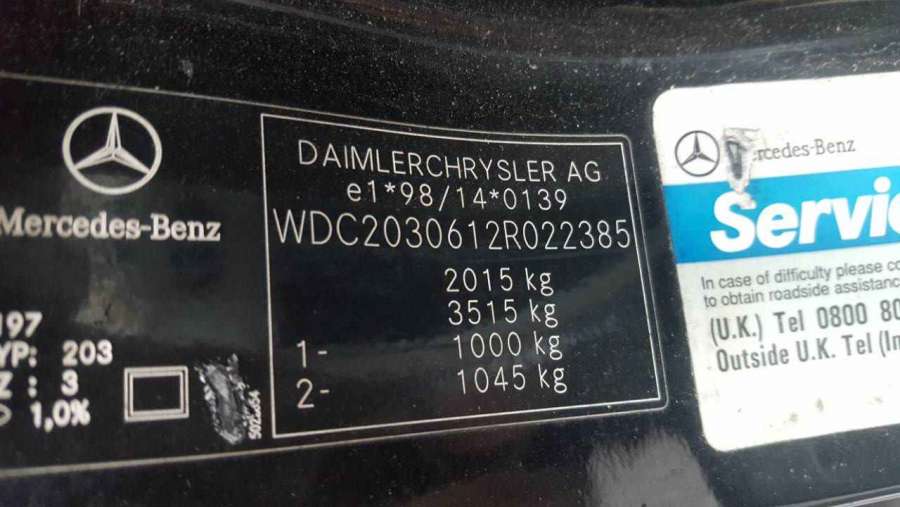 Mercedes-Benz
197
YP: 203
Z : 3
1,0%
DAIMLERCHRYSLER AG
e1*98/14*0139
WDC2030612R022385
2015 kg
3515 kg
1- 1000 kg
2- 1045 kg
rcedes-Benz
Servic
In case of difficulty please co
to obtain roadside assistanc
(U.K.) Tel 0800 80
Outside U.K. Tel (In